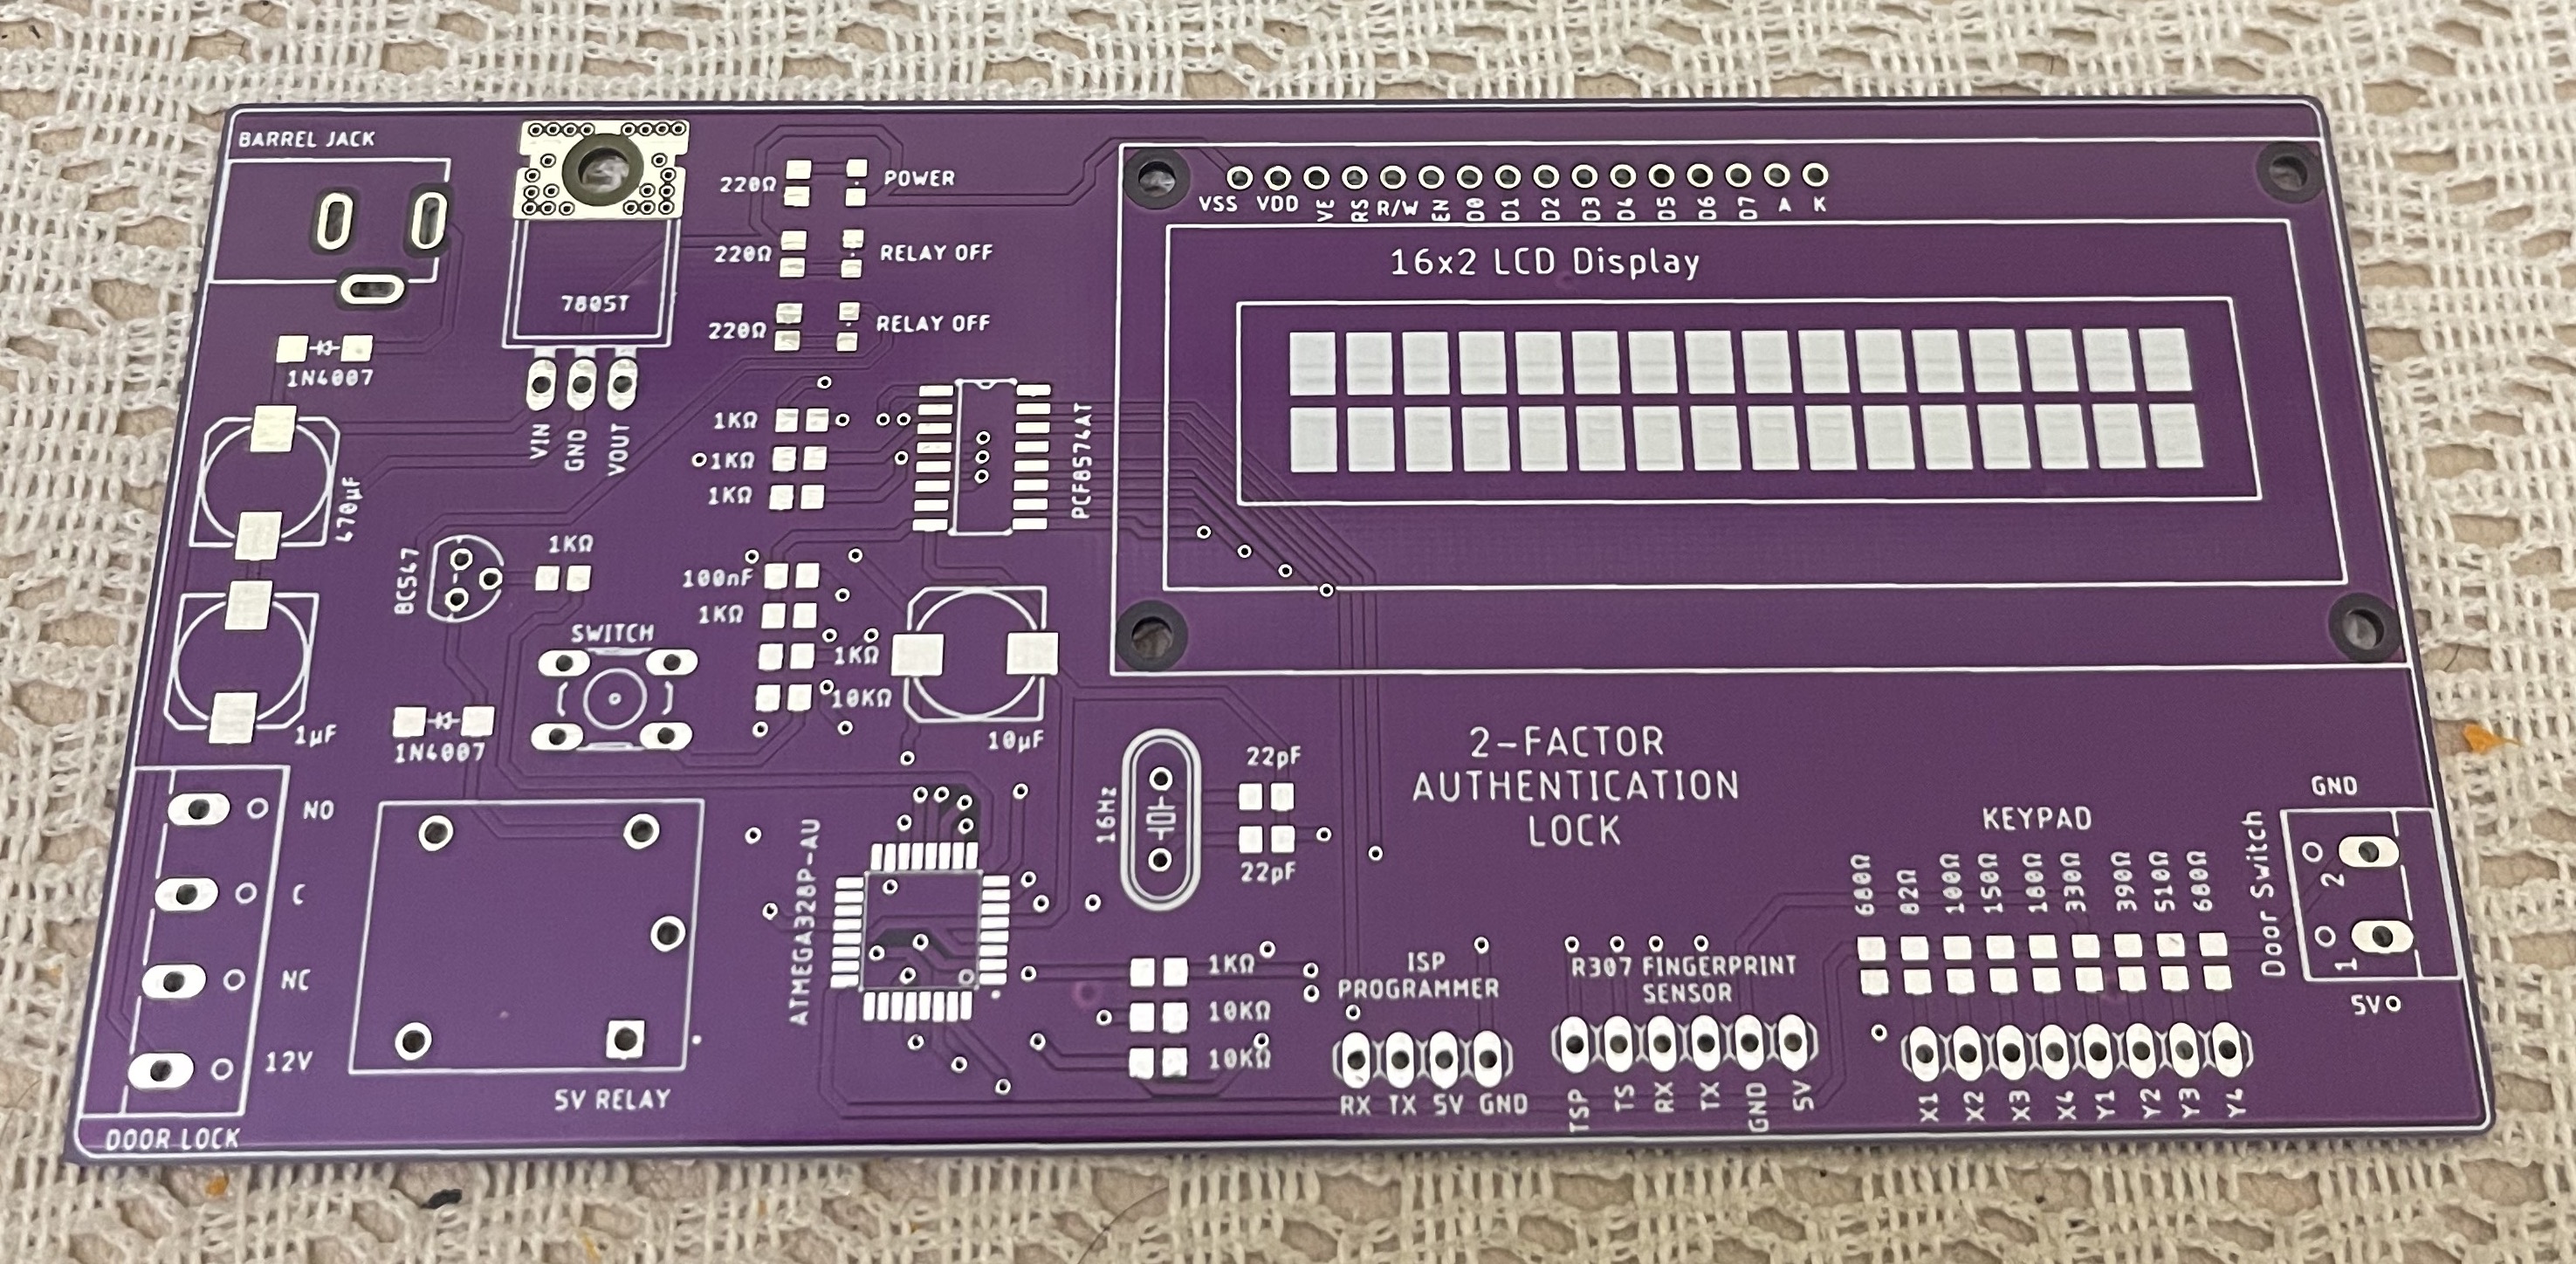 BARREL JACK
220Ω
POWER
220Ω
RELAY OFF
220Ω
RELAY OFF
7805T
VIN
GND
VOUT
1N4007
470µF
1µF
VSS
VDD
VE
RS
R/W
EN
D0
D1
D2
D3
D4
D5
D6
D7
A
K
16x2 LCD Display
1KΩ
1KΩ
1KΩ
PCF8574AT
BC547
1KΩ
100nF
1KΩ
1KΩ
10KΩ
10µF
SWITCH
1N4007
NO
C
NC
12V
DOOR LOCK
5V RELAY
ATMEGA328P-AU
16Hz
22pF
22pF
2-FACTOR
AUTHENTICATION
LOCK
1KΩ
10KΩ
10KΩ
ISP
PROGRAMMER
RX TX 5V GND
R307 FINGERPRINT
SENSOR
TSP
TS
RX
TX
GND
5V
KEYPAD
680Ω
82Ω
100Ω
150Ω
180Ω
330Ω
390Ω
510Ω
680Ω
X1
X2
X3
X4
Y1
Y2
Y3
Y4
GND
Door Switch
2
1
5V